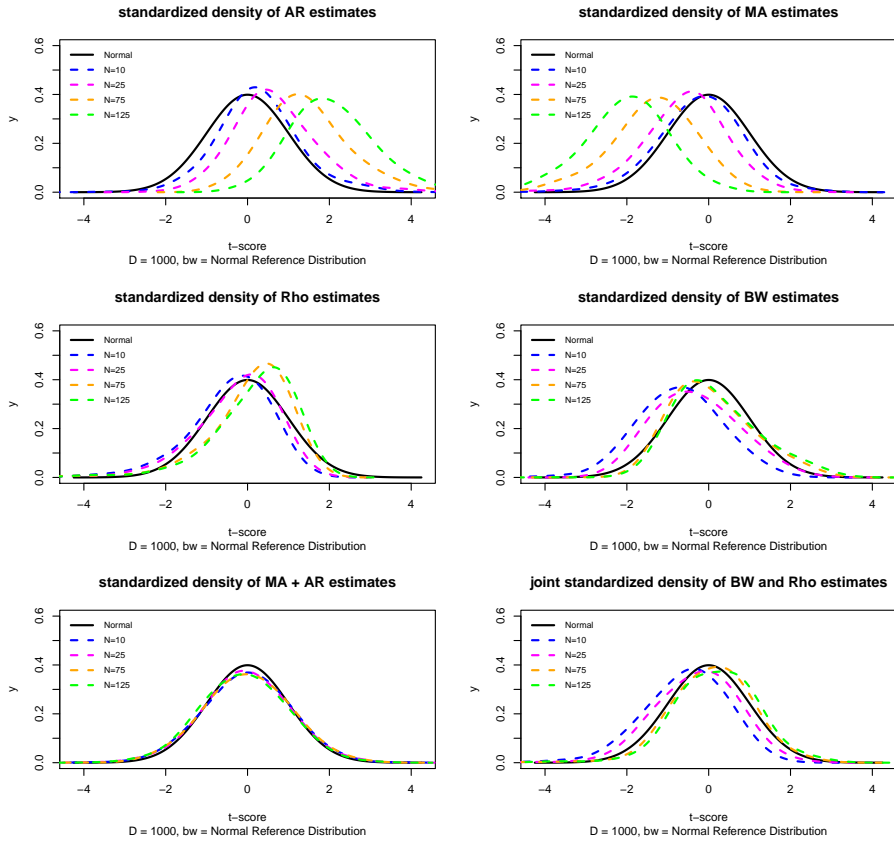 standardized density of AR estimates
y
0.0 0.2 0.4 0.6
Normal
N=10
N=25
N=75
N=125
−4 −2 0 2 4
t−score
D = 1000, bw = Normal Reference Distribution
standardized density of MA estimates
y
0.0 0.2 0.4 0.6
Normal
N=10
N=25
N=75
N=125
−4 −2 0 2 4
t−score
D = 1000, bw = Normal Reference Distribution
standardized density of Rho estimates
y
0.0 0.2 0.4 0.6
Normal
N=10
N=25
N=75
N=125
−4 −2 0 2 4
t−score
D = 1000, bw = Normal Reference Distribution
standardized density of BW estimates
y
0.0 0.2 0.4 0.6
Normal
N=10
N=25
N=75
N=125
−4 −2 0 2 4
t−score
D = 1000, bw = Normal Reference Distribution
standardized density of MA + AR estimates
y
0.0 0.2 0.4 0.6
Normal
N=10
N=25
N=75
N=125
−4 −2 0 2 4
t−score
D = 1000, bw = Normal Reference Distribution
joint standardized density of BW and Rho estimates
y
0.0 0.2 0.4 0.6
Normal
N=10
N=25
N=75
N=125
−4 −2 0 2 4
t−score
D = 1000, bw = Normal Reference Distribution